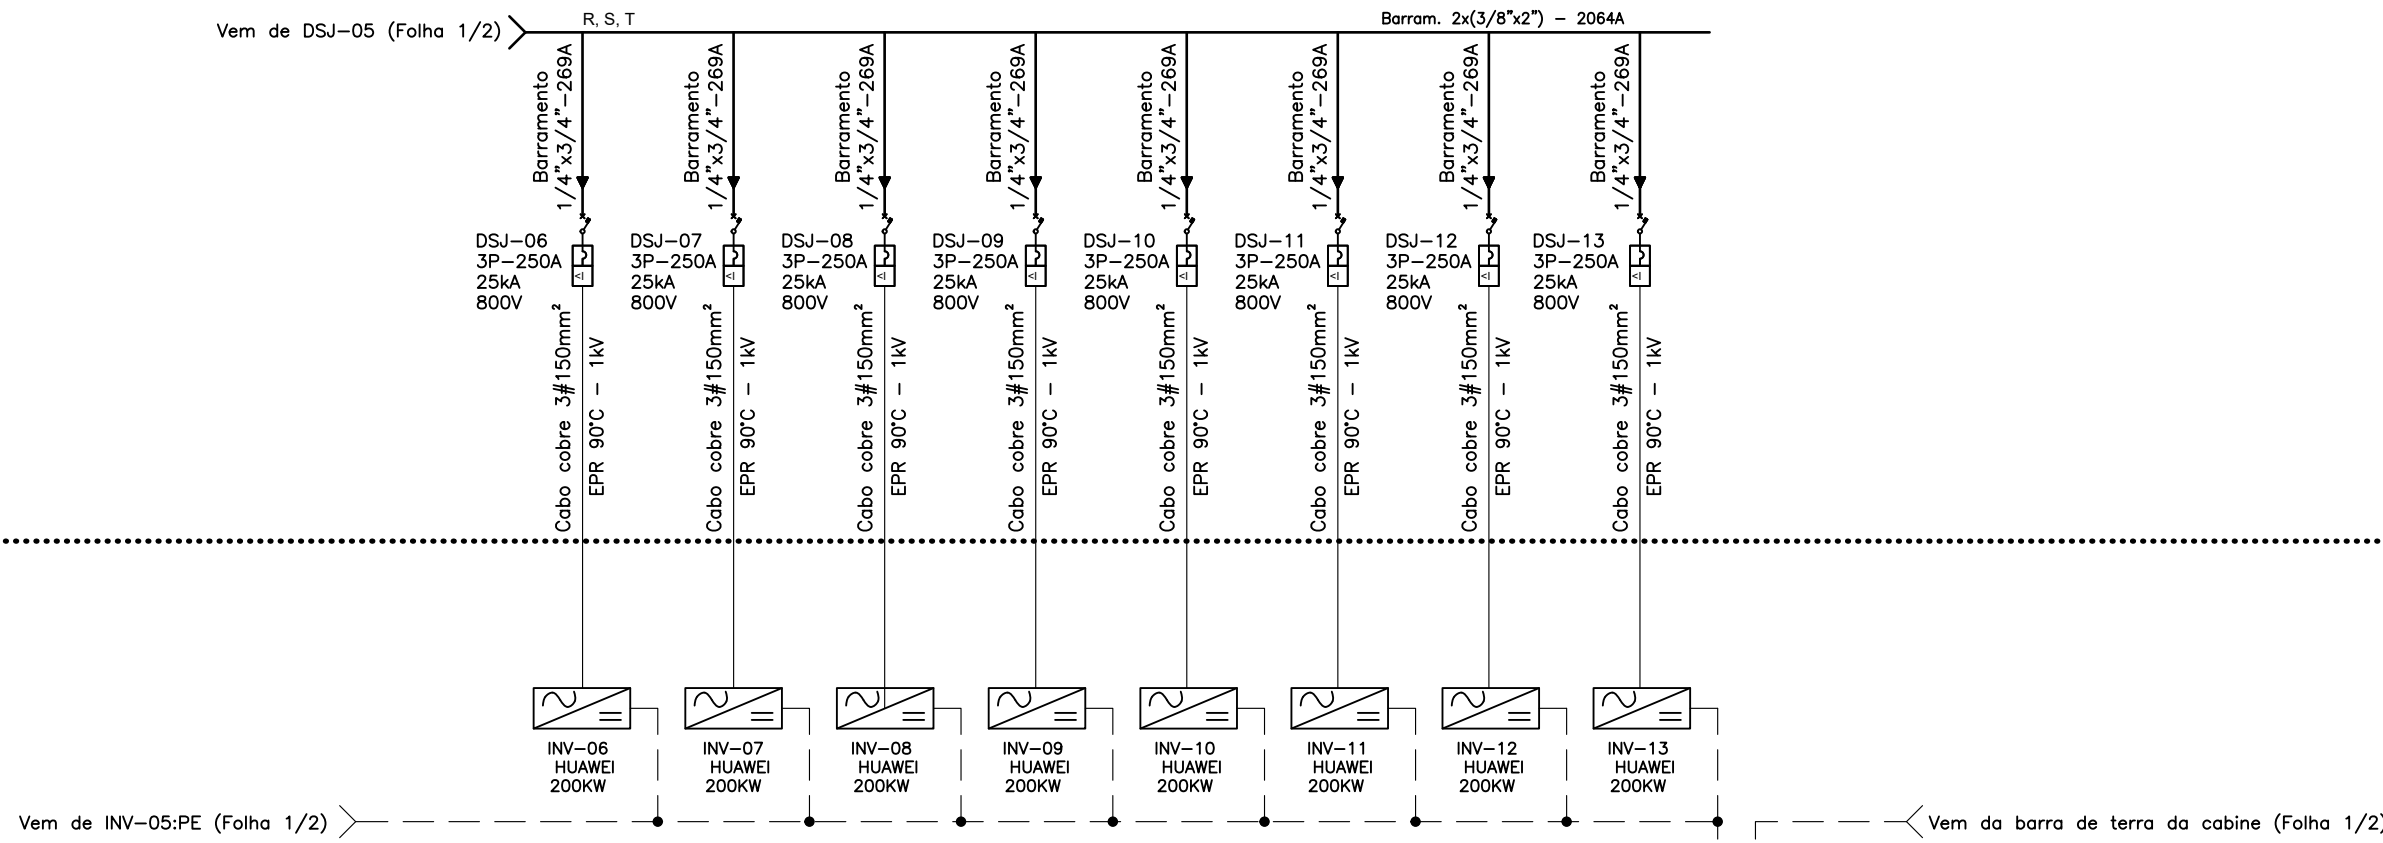 Vem de DSJ-05 (Folha 1/2)
R, S, T
Barram. 2x(3/8"x2") - 2064A
Barramento
1/4"x3/4"-269A
Barramento
1/4"x3/4"-269A
Barramento
1/4"x3/4"-269A
Barramento
1/4"x3/4"-269A
Barramento
1/4"x3/4"-269A
Barramento
1/4"x3/4"-269A
Barramento
1/4"x3/4"-269A
Barramento
1/4"x3/4"-269A
DSJ-06
3P-250A
25kA
800V
<I
DSJ-07
3P-250A
25kA
800V
<I
DSJ-08
3P-250A
25kA
800V
<I
DSJ-09
3P-250A
25kA
800V
<I
DSJ-10
3P-250A
25kA
800V
<I
DSJ-11
3P-250A
25kA
800V
<I
DSJ-12
3P-250A
25kA
800V
<I
DSJ-13
3P-250A
25kA
800V
<I
Cabo cobre 3#150mm²
EPR 90°C - 1kV
Cabo cobre 3#150mm²
EPR 90°C - 1kV
Cabo cobre 3#150mm²
EPR 90°C - 1kV
Cabo cobre 3#150mm²
EPR 90°C - 1kV
Cabo cobre 3#150mm²
EPR 90°C - 1kV
Cabo cobre 3#150mm²
EPR 90°C - 1kV
Cabo cobre 3#150mm²
EPR 90°C - 1kV
Cabo cobre 3#150mm²
EPR 90°C - 1kV
INV-06
HUAWEI
200KW
INV-07
HUAWEI
200KW
INV-08
HUAWEI
200KW
INV-09
HUAWEI
200KW
INV-10
HUAWEI
200KW
INV-11
HUAWEI
200KW
INV-12
HUAWEI
200KW
INV-13
HUAWEI
200KW
Vem de INV-05:PE (Folha 1/2)
Vem da barra de terra da cabine (Folha 1/2)